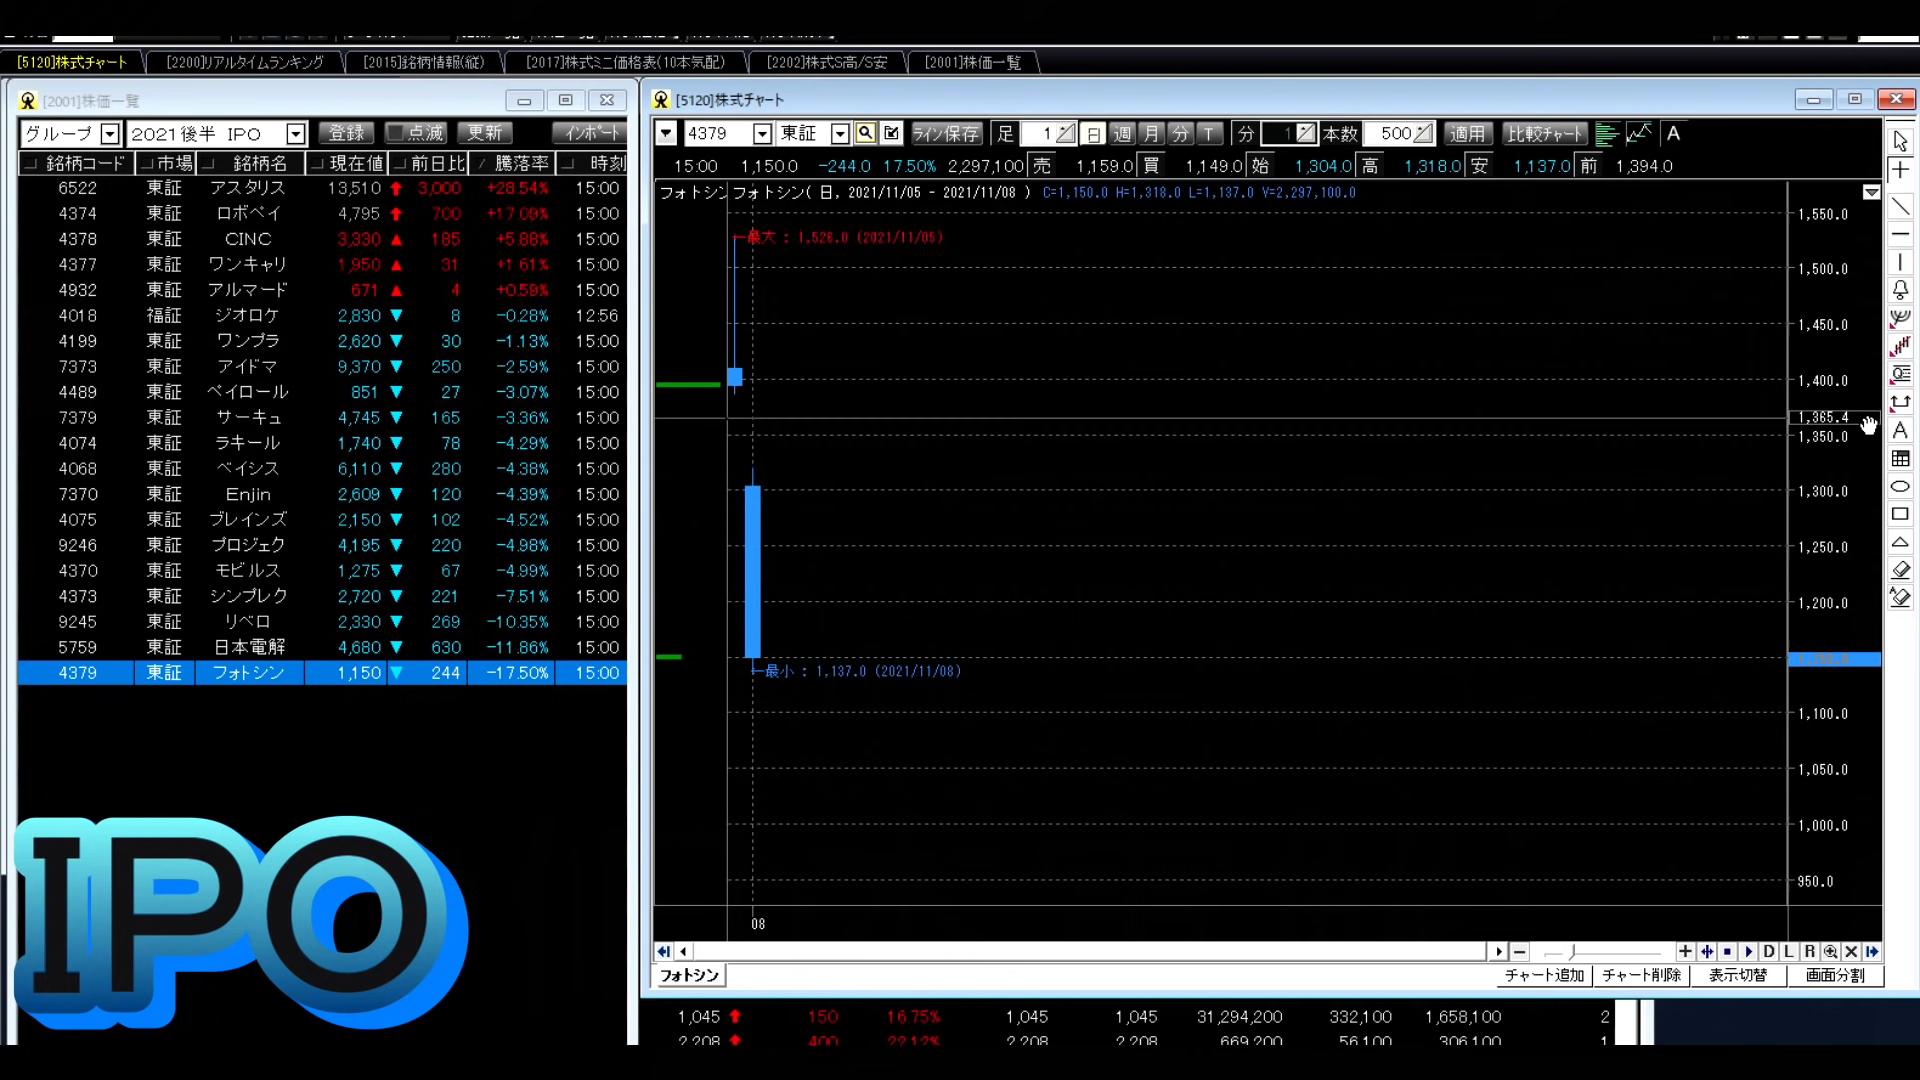 [5120]株式チャート [2200]リアルタイムランキング [2015]銘柄情報(縦) [2017]株式ミニ価格表(10本気配) [2202]株式S高/S安 [2001]株価一覧
[2001]株価一覧
グループ 2021後半 IPO 登録 点滅 更新 インポート
銘柄コード 市場 銘柄名 現在値 前日比 騰落率 時刻
6522 東証 アスタリス 13,510 3,000 +28.54% 15:00
4374 東証 ロボペイ 4,795 700 +17.09% 15:00
4378 東証 CINC 3,330 185 +5.88% 15:00
4377 東証 ワンキャリ 1,950 31 +1.61% 15:00
4932 東証 アルマード 671 4 +0.59% 15:00
4018 福証 ジオロケ 2,830 8 -0.28% 12:56
4199 東証 ワンプラ 2,620 30 -1.13% 15:00
7373 東証 アイドマ 9,370 250 -2.59% 15:00
4489 東証 ペイロール 851 27 -3.07% 15:00
7379 東証 サーキュ 4,745 165 -3.36% 15:00
4074 東証 ラキール 1,740 78 -4.29% 15:00
4068 東証 ベイシス 6,110 280 -4.38% 15:00
7370 東証 Enjin 2,609 120 -4.39% 15:00
4075 東証 ブレインズ 2,150 102 -4.52% 15:00
9246 東証 プロジェク 4,195 220 -4.98% 15:00
4370 東証 モビルス 1,275 67 -4.99% 15:00
4373 東証 シンプレク 2,720 221 -7.51% 15:00
9245 東証 リベロ 2,330 269 -10.35% 15:00
5759 東証 日本電解 4,680 630 -11.86% 15:00
4379 東証 フォトシン 1,150 244 -17.50% 15:00
IPO
[5120]株式チャート
4379 東証 ライン保存 足 1 日 週 月 分 T 分 1 本数 500 適用 比較チャート A
15:00 1,150.0 -244.0 17.50% 2,297,100 売 1,159.0 買 1,149.0 始 1,304.0 高 1,318.0 安 1,137.0 前 1,394.0
フォトシン フォトシン( 日, 2021/11/05 - 2021/11/08 ) C=1,150.0 H=1,318.0 L=1,137.0 V=2,297,100.0
1,550.0
最大 : 1,526.0 (2021/11/05)
1,500.0
1,450.0
1,400.0
1,365.4
1,350.0
1,300.0
1,250.0
1,200.0
最小 : 1,137.0 (2021/11/08)
1,100.0
1,050.0
1,000.0
950.0
08
D L R
フォトシン チャート追加 チャート削除 表示切替 画面分割
1,045 150 16.75% 1,045 1,045 31,294,200 332,100 1,658,100 2
2,208 400 22.12% 2,208 2,208 669,200 56,100 306,100 1